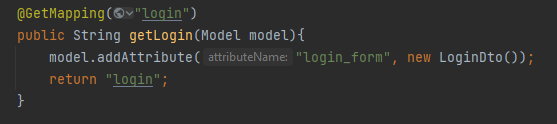 @GetMapping("login")
public String getLogin(Model model){
model.addAttribute( attributeName: "login_form", new LoginDto());
return "login";
}